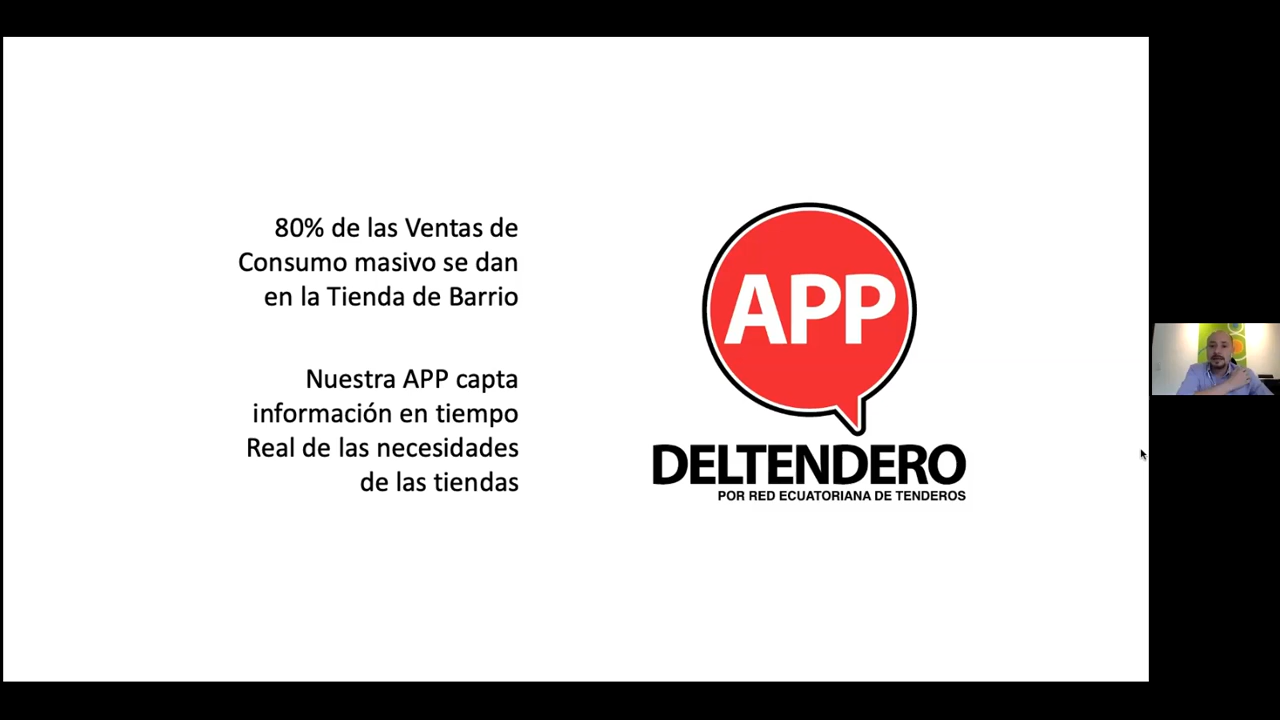 80% de las Ventas de
Consumo masivo se dan
en la Tienda de Barrio
Nuestra APP capta
información en tiempo
Real de las necesidades
de las tiendas
APP
DELTENDERO
POR RED ECUATORIANA DE TENDEROS